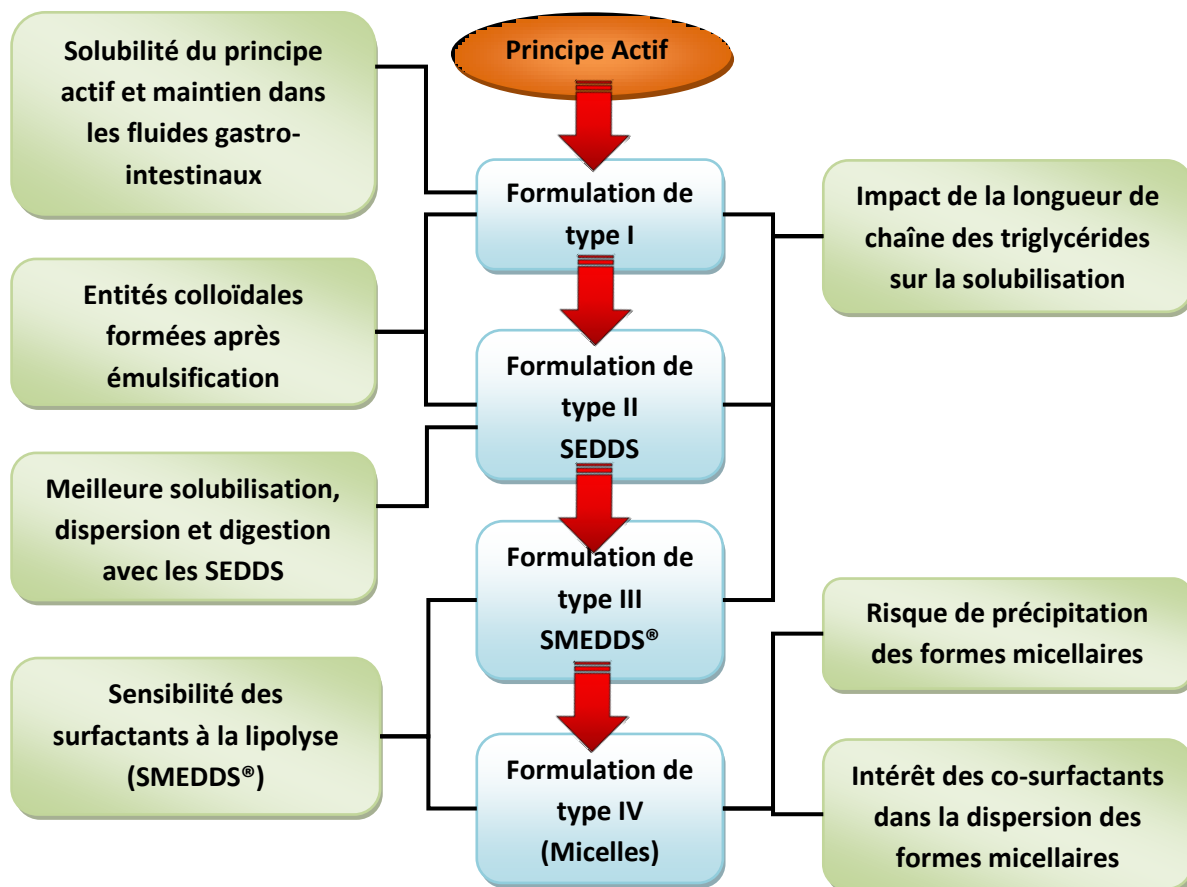 Solubilité du principe
actif et maintien dans
les fluides gastro-
intestinaux
Principe Actif
Formulation de
type I
Impact de la longueur de
chaîne des triglycérides
sur la solubilisation
Entités colloïdales
formées après
émulsification
Formulation de
type II
SEDDS
Meilleure solubilisation,
dispersion et digestion
avec les SEDDS
Formulation de
type III
SMEDDS®
Risque de précipitation
des formes micellaires
Sensibilité des
surfactants à la lipolyse
(SMEDDS®)
Formulation de
type IV
(Micelles)
Intérêt des co-surfactants
dans la dispersion des
formes micellaires